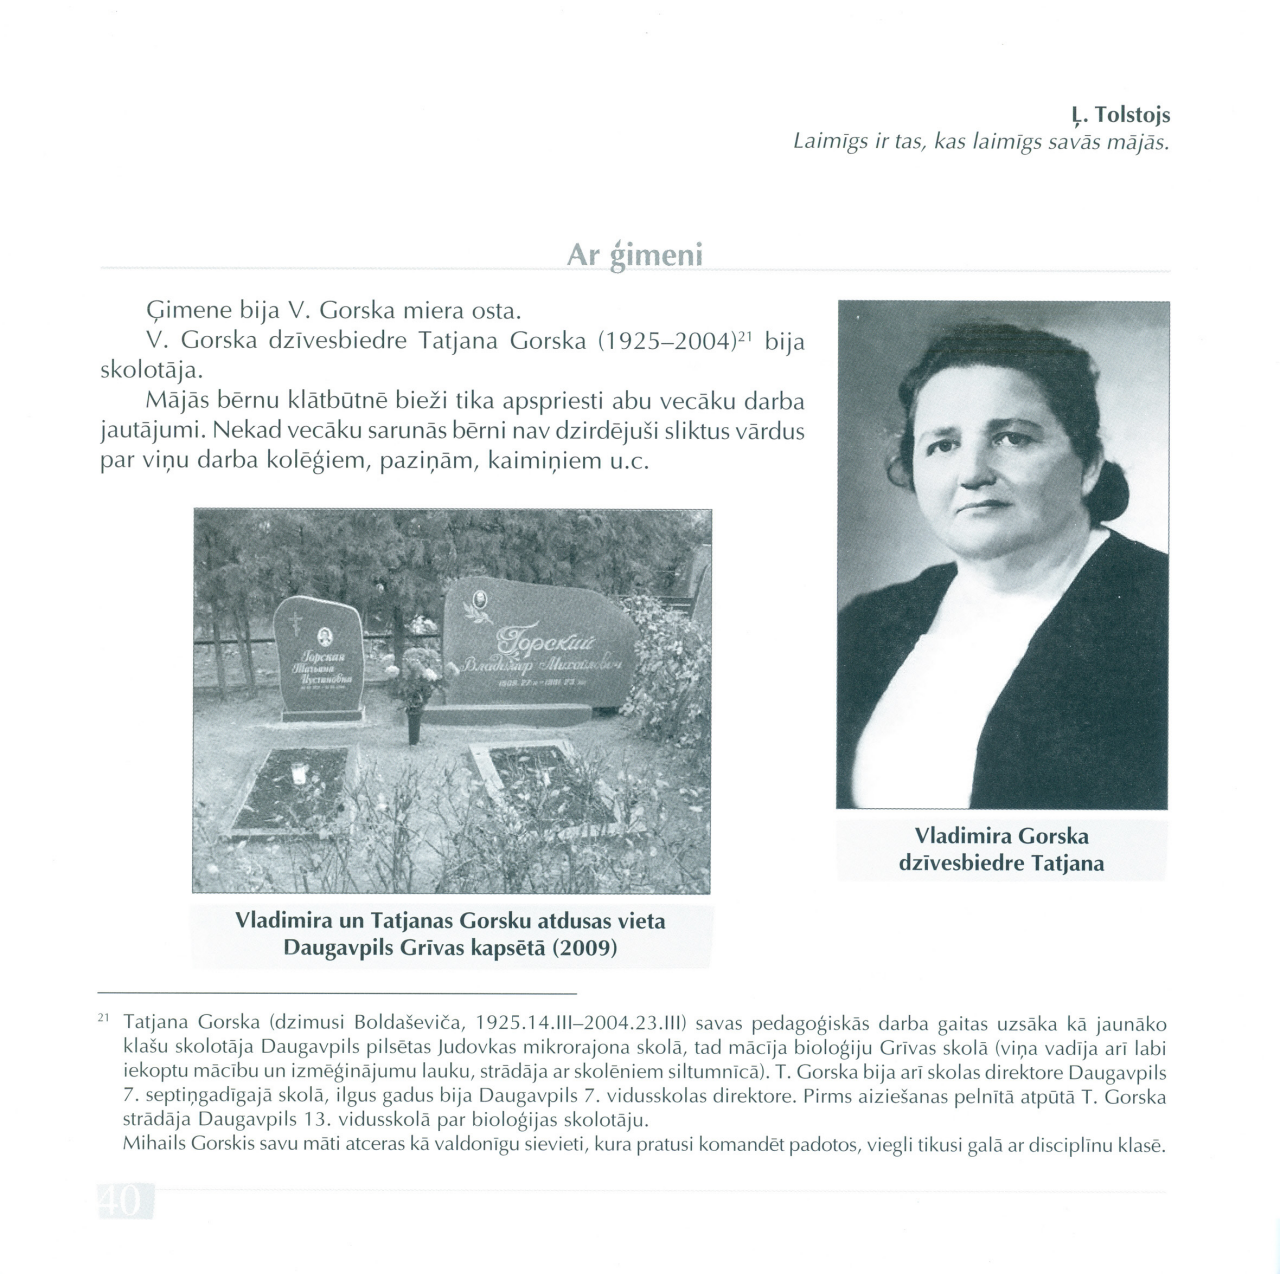 Ļ. Tolstojs
Laimīgs ir tas, kas laimīgs savās mājās.
Ar ģimeni
Ģimene bija V. Gorska miera osta.
V. Gorska dzīvesbiedre Tatjana Gorska (1925–2004)²¹ bija
skolotāja.
Mājās bērnu klātbūtnē bieži tika apspriesti abu vecāku darba
jautājumi. Nekad vecāku sarunās bērni nav dzirdējuši sliktus vārdus
par viņu darba kolēģiem, paziņām, kaimiņiem u.c.
Горская
Татьяна
Горский
Владимир Михайлович
Vladimira Gorska
dzīvesbiedre Tatjana
Vladimira un Tatjanas Gorsku atdusas vieta
Daugavpils Grīvas kapsētā (2009)
²¹ Tatjana Gorska (dzimusi Boldaševiča, 1925.14.III–2004.23.III) savas pedagoģiskās darba gaitas uzsāka kā jaunāko
klašu skolotāja Daugavpils pilsētas Judovkas mikrorajona skolā, tad mācīja bioloģiju Grīvas skolā (viņa vadīja arī labi
iekoptu mācību un izmēģinājumu lauku, strādāja ar skolēniem siltumnīcā). T. Gorska bija arī skolas direktore Daugavpils
7. septiņgadīgajā skolā, ilgus gadus bija Daugavpils 7. vidusskolas direktore. Pirms aiziešanas pelnītā atpūtā T. Gorska
strādāja Daugavpils 13. vidusskolā par bioloģijas skolotāju.
Mihails Gorskis savu māti atceras kā valdonīgu sievieti, kura pratusi komandēt padotos, viegli tikusi galā ar disciplīnu klasē.
40